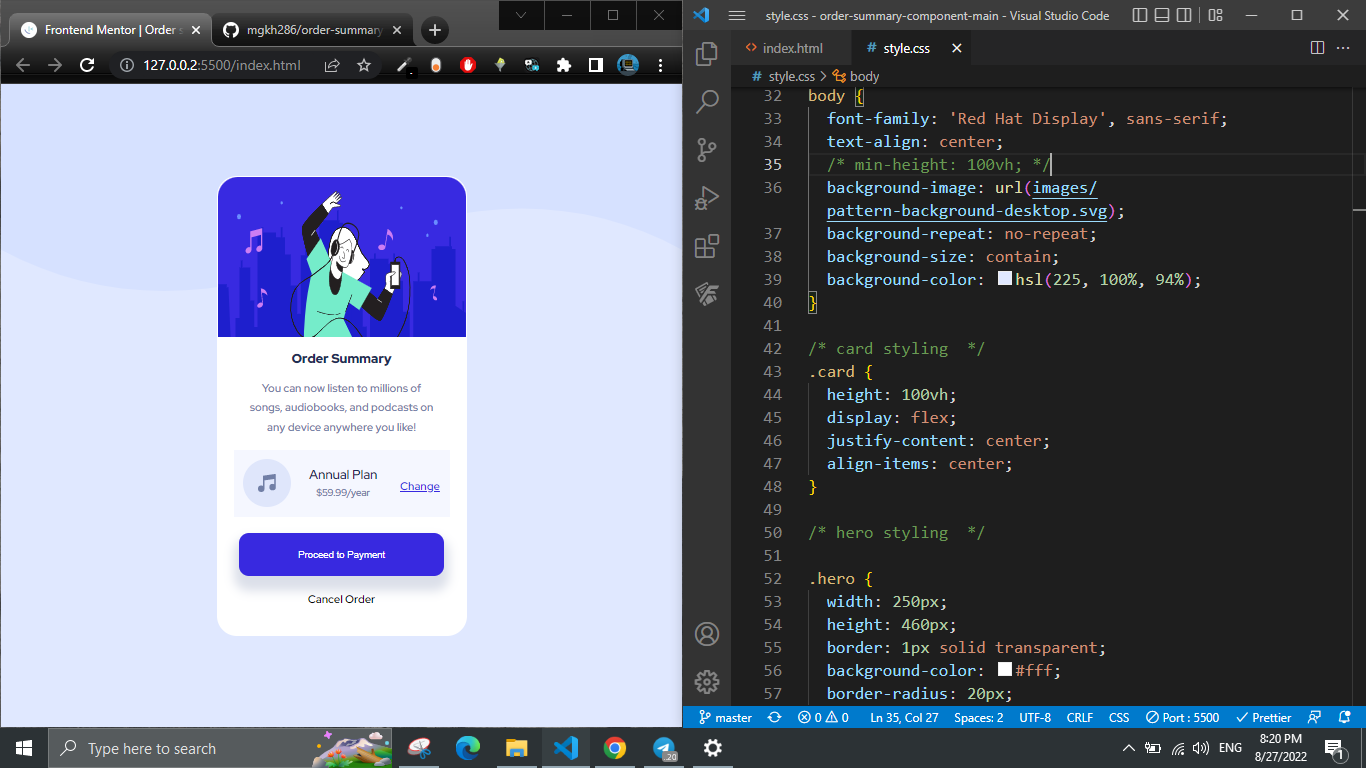 Frontend Mentor | Order s
mgkh286/order-summary
127.0.0.2:5500/index.html
Order Summary
You can now listen to millions of
songs, audiobooks, and podcasts on
any device anywhere you like!
Annual Plan
$59.99/year
Change
Proceed to Payment
Cancel Order
style.css - order-summary-component-main - Visual Studio Code
<> index.html
# style.css
# style.css > body
32 body {
33 font-family: 'Red Hat Display', sans-serif;
34 text-align: center;
35 /* min-height: 100vh; */
36 background-image: url(images/
pattern-background-desktop.svg);
37 background-repeat: no-repeat;
38 background-size: contain;
39 background-color: hsl(225, 100%, 94%);
40 }
41
42 /* card styling  */
43 .card {
44 height: 100vh;
45 display: flex;
46 justify-content: center;
47 align-items: center;
48 }
49
50 /* hero styling  */
51
52 .hero {
53 width: 250px;
54 height: 460px;
55 border: 1px solid transparent;
56 background-color: #fff;
57 border-radius: 20px;
master
0 0
Ln 35, Col 27
Spaces: 2
UTF-8
CRLF
CSS
Port : 5500
Prettier
Type here to search
20
ENG
8:20 PM
8/27/2022
1